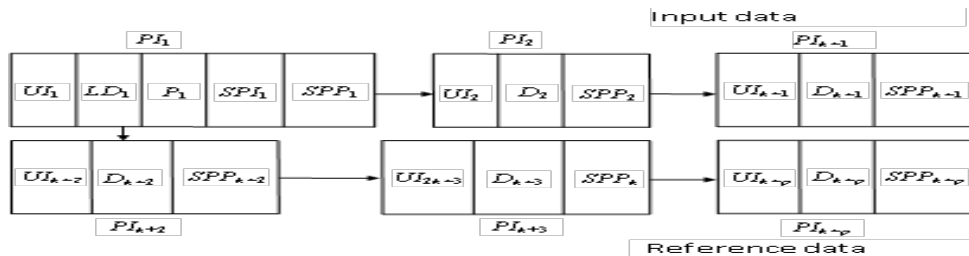 Input data
PI₁ PI₂ PIₖ₊₁
UI₁ LD₁ P₁ SPI₁ SPP₁ UI₂ D₂ SPP₂ UIₖ₊₁ Dₖ₊₁ SPPₖ₊₁
UIₖ₊₂ Dₖ₊₂ SPPₖ₊₂ UI₂ₖ₊₃ Dₖ₊₃ SPPₖ UIₖ₊ₚ Dₖ₊ₚ SPPₖ₊ₚ
PIₖ₊₂ PIₖ₊₃ PIₖ₊ₚ
Reference data